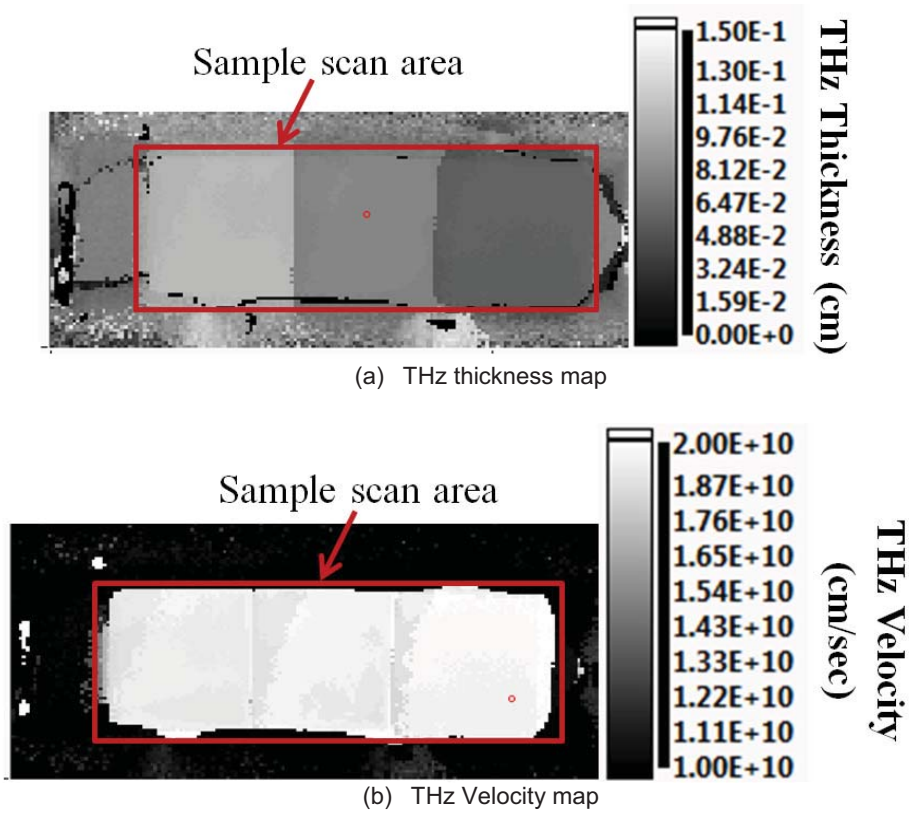 Sample scan area
1.50E-1
1.30E-1
1.14E-1
9.76E-2
8.12E-2
6.47E-2
4.88E-2
3.24E-2
1.59E-2
0.00E+0
THz Thickness (cm)
(a) THz thickness map
Sample scan area
2.00E+10
1.87E+10
1.76E+10
1.65E+10
1.54E+10
1.43E+10
1.33E+10
1.22E+10
1.11E+10
1.00E+10
THz Velocity
(cm/sec)
(b) THz Velocity map